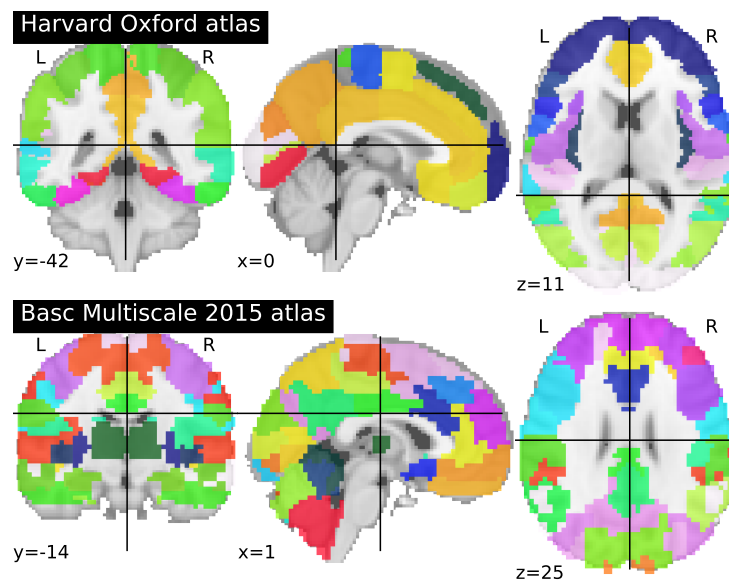 Harvard Oxford atlas
L R
L R
y=-42
x=0
z=11
Basc Multiscale 2015 atlas
L R
L R
y=-14
x=1
z=25